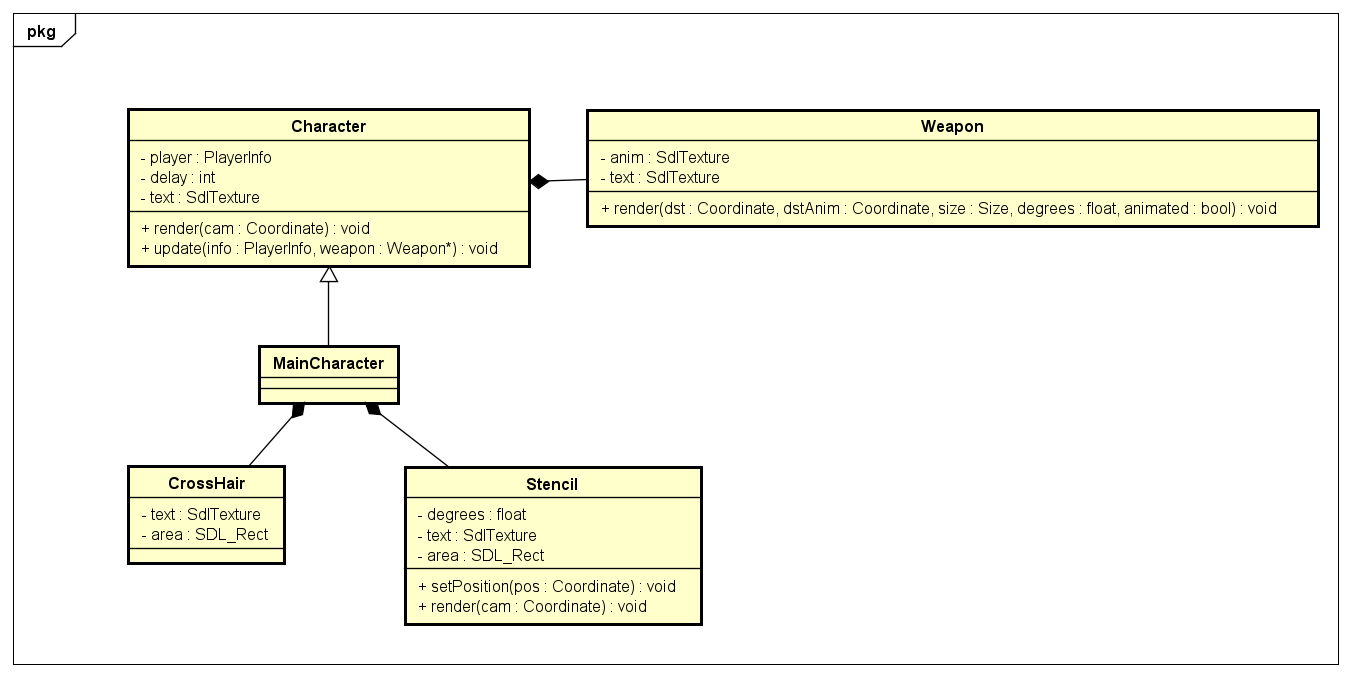 pkg
Character
- player : PlayerInfo
- delay : int
- text : SdlTexture
+ render(cam : Coordinate) : void
+ update(info : PlayerInfo, weapon : Weapon*) : void
Weapon
- anim : SdlTexture
- text : SdlTexture
+ render(dst : Coordinate, dstAnim : Coordinate, size : Size, degrees : float, animated : bool) : void
MainCharacter
CrossHair
- text : SdlTexture
- area : SDL_Rect
Stencil
- degrees : float
- text : SdlTexture
- area : SDL_Rect
+ setPosition(pos : Coordinate) : void
+ render(cam : Coordinate) : void